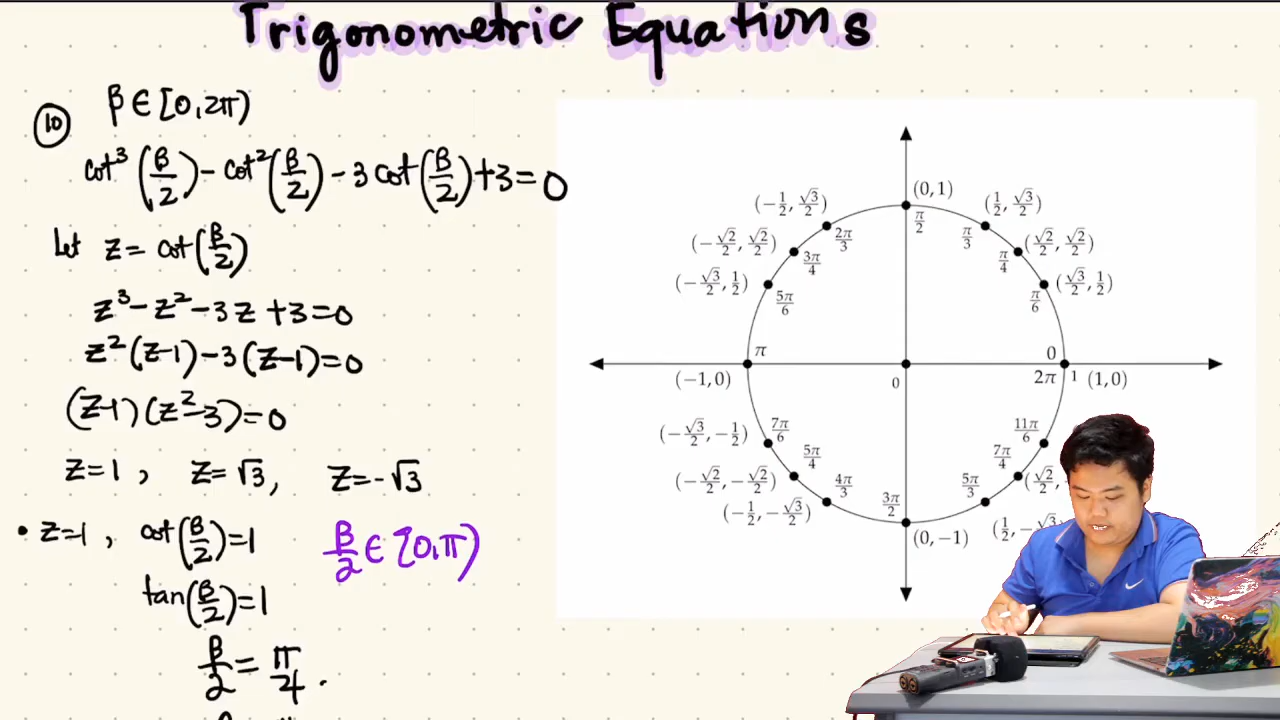 Trigonometric Equations
⑩ β ∈ [0, 2π)
cot³(β/2) - cot²(β/2) - 3 cot(β/2) + 3 = 0
Let z = cot(β/2)
z³ - z² - 3z + 3 = 0
z²(z-1) - 3(z-1) = 0
(z-1)(z²-3) = 0
z = 1, z = √3, z = -√3
• z = 1, cot(β/2) = 1
β/2 ∈ [0, π)
tan(β/2) = 1
β/2 = π/4.
(0, 1)
π/2
(-1/2, √3/2)
2π/3
(1/2, √3/2)
π/3
(-√2/2, √2/2)
3π/4
(√2/2, √2/2)
π/4
(-√3/2, 1/2)
5π/6
(√3/2, 1/2)
π/6
π
0
(-1, 0)
0
2π
1
(1, 0)
(-√3/2, -1/2)
7π/6
11π/6
(-√2/2, -√2/2)
5π/4
7π/4
(√2/2,
(-1/2, -√3/2)
4π/3
3π/2
5π/3
(1/2, -√3
(0, -1)